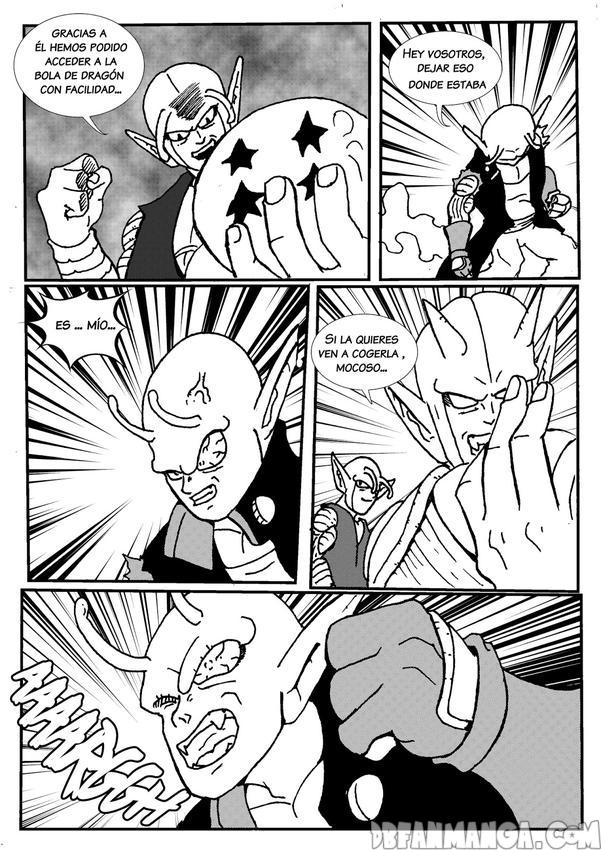 GRACIAS A
ÉL HEMOS PODIDO
ACCEDER A LA
BOLA DE DRAGÓN
CON FACILIDAD...
HEY VOSOTROS,
DEJAR ESO
DONDE ESTABA
ES ... MÍO...
SI LA QUIERES
VEN A COGERLA ,
MOCOSO...
AAAAARGGH
DBFANMANGA.COM